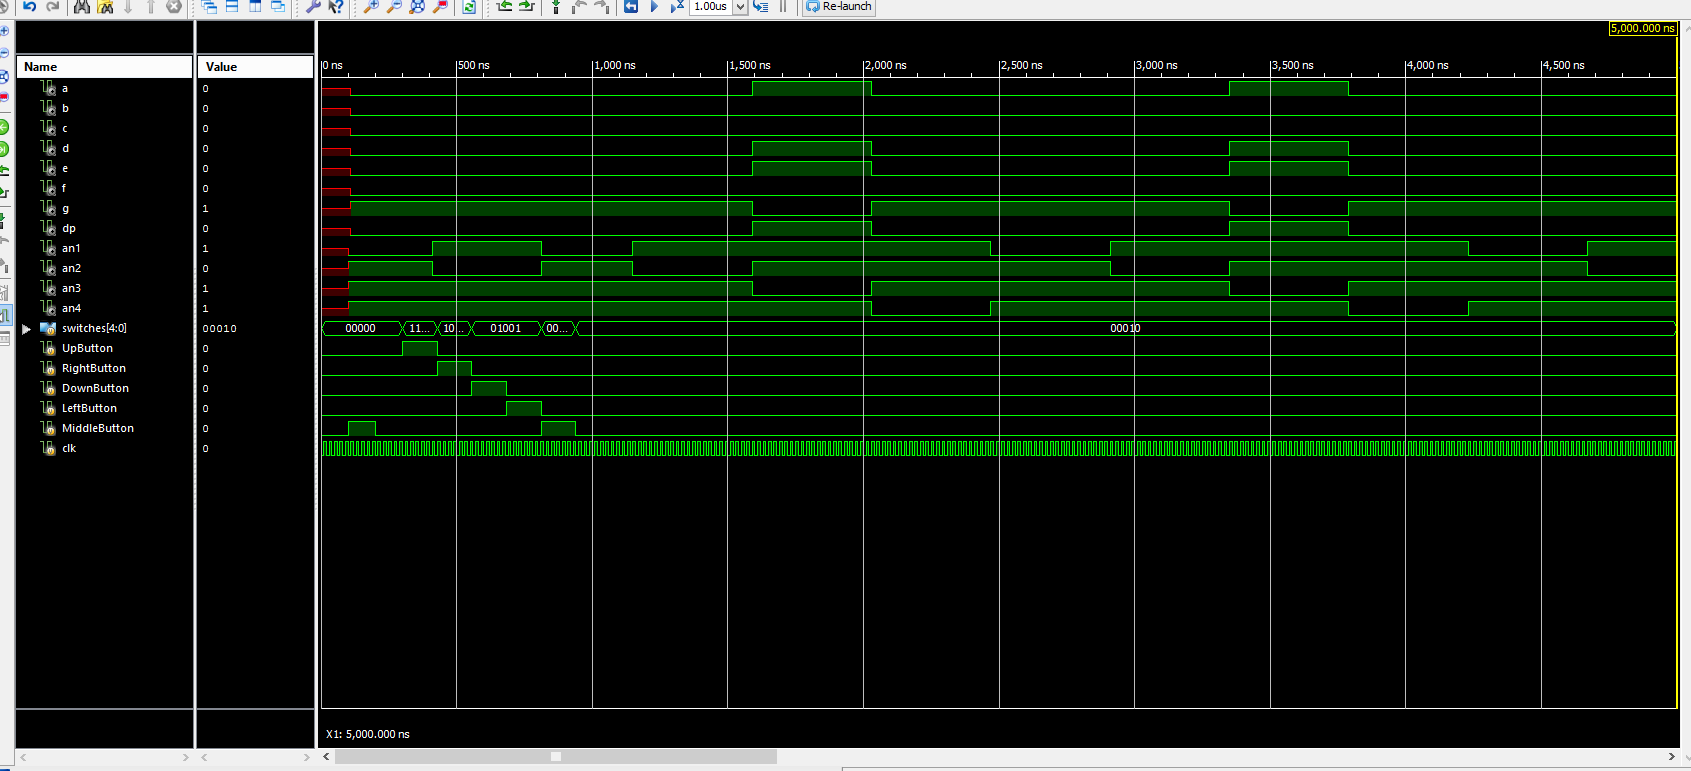 1.00us Re-launch
5,000.000 ns
Name Value
0 ns 500 ns 1,000 ns 1,500 ns 2,000 ns 2,500 ns 3,000 ns 3,500 ns 4,000 ns 4,500 ns
a 0
b 0
c 0
d 0
e 0
f 0
g 1
dp 0
an1 1
an2 0
an3 1
an4 1
switches[4:0] 00010 00000 11... 10... 01001 00... 00010
UpButton 0
RightButton 0
DownButton 0
LeftButton 0
MiddleButton 0
clk 0
X1: 5,000.000 ns